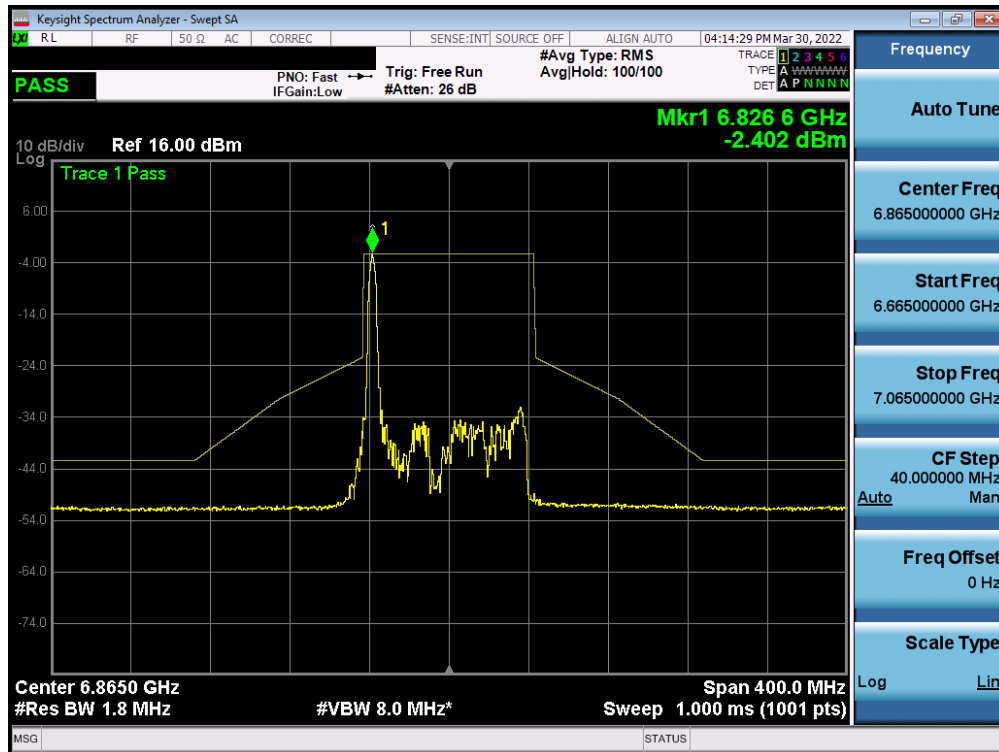 Keysight Spectrum Analyzer - Swept SA
LXI RL RF 50 Ω AC CORREC SENSE:INT SOURCE OFF ALIGN AUTO 04:14:29 PM Mar 30, 2022
PASS
PNO: Fast
IFGain:Low
Trig: Free Run
#Atten: 26 dB
#Avg Type: RMS
Avg|Hold: 100/100
TRACE 1 2 3 4 5 6
TYPE A WWWWW
DET A P N N N N
Mkr1 6.826 6 GHz
-2.402 dBm
10 dB/div Ref 16.00 dBm
Log
Trace 1 Pass
1
6.00
-4.00
-14.0
-24.0
-34.0
-44.0
-54.0
-64.0
-74.0
Center 6.8650 GHz Span 400.0 MHz
#Res BW 1.8 MHz #VBW 8.0 MHz* Sweep 1.000 ms (1001 pts)
MSG STATUS
Frequency
Auto Tune
Center Freq
6.865000000 GHz
Start Freq
6.665000000 GHz
Stop Freq
7.065000000 GHz
CF Step
40.000000 MHz
Auto Man
Freq Offset
0 Hz
Scale Type
Log Lin